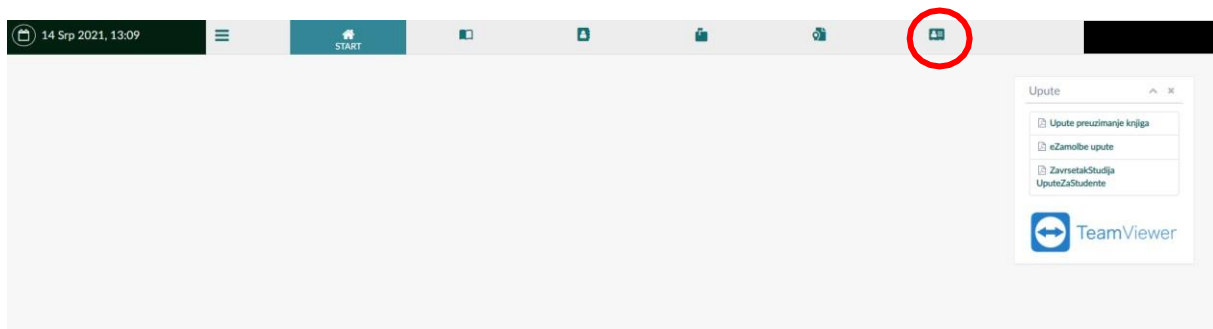 14 Srp 2021, 13:09
START
Upute
Upute preuzimanje knjiga
eZamolbe upute
ZavrsetakStudija
UputeZaStudente
TeamViewer